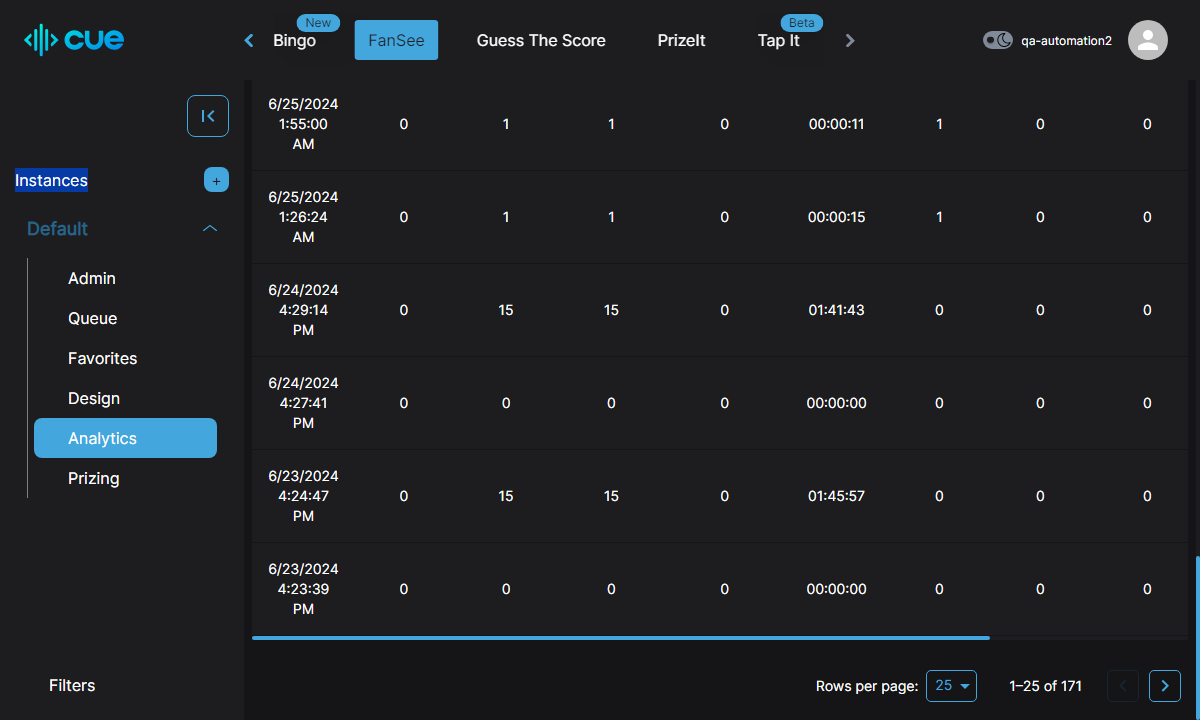 cue
Bingo New FanSee Guess The Score PrizeIt Tap It Beta qa-automation2
Instances +
Default
Admin
Queue
Favorites
Design
Analytics
Prizing
Filters
6/25/2024
1:55:00 0 1 1 0 00:00:11 1 0 0
AM
6/25/2024
1:26:24 0 1 1 0 00:00:15 1 0 0
AM
6/24/2024
4:29:14 0 15 15 0 01:41:43 0 0 0
PM
6/24/2024
4:27:41 0 0 0 0 00:00:00 0 0 0
PM
6/23/2024
4:24:47 0 15 15 0 01:45:57 0 0 0
PM
6/23/2024
4:23:39 0 0 0 0 00:00:00 0 0 0
PM
Rows per page: 25 1–25 of 171